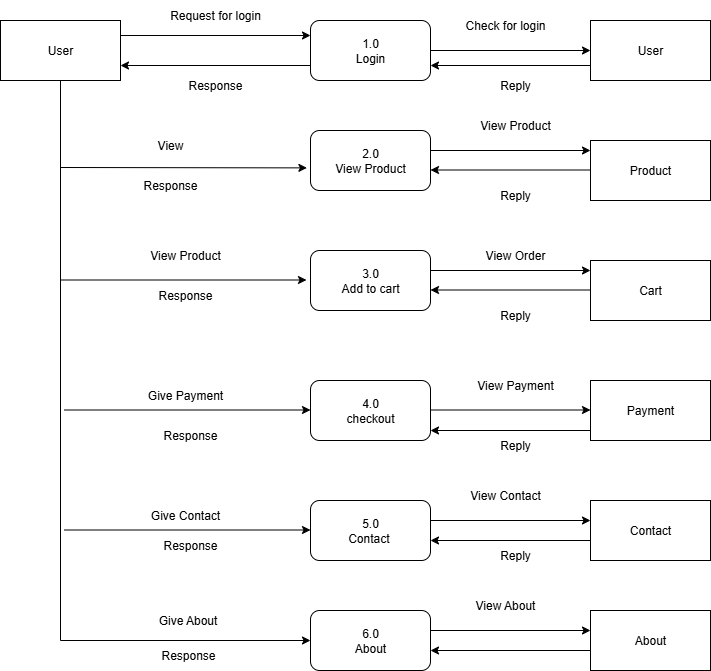 Request for login
Check for login
User
1.0
Login
User
Response
Reply
View
View Product
2.0
View Product
Product
Response
Reply
View Product
View Order
3.0
Add to cart
Cart
Response
Reply
Give Payment
View Payment
4.0
checkout
Payment
Response
Reply
Give Contact
View Contact
5.0
Contact
Contact
Response
Reply
Give About
View About
6.0
About
About
Response